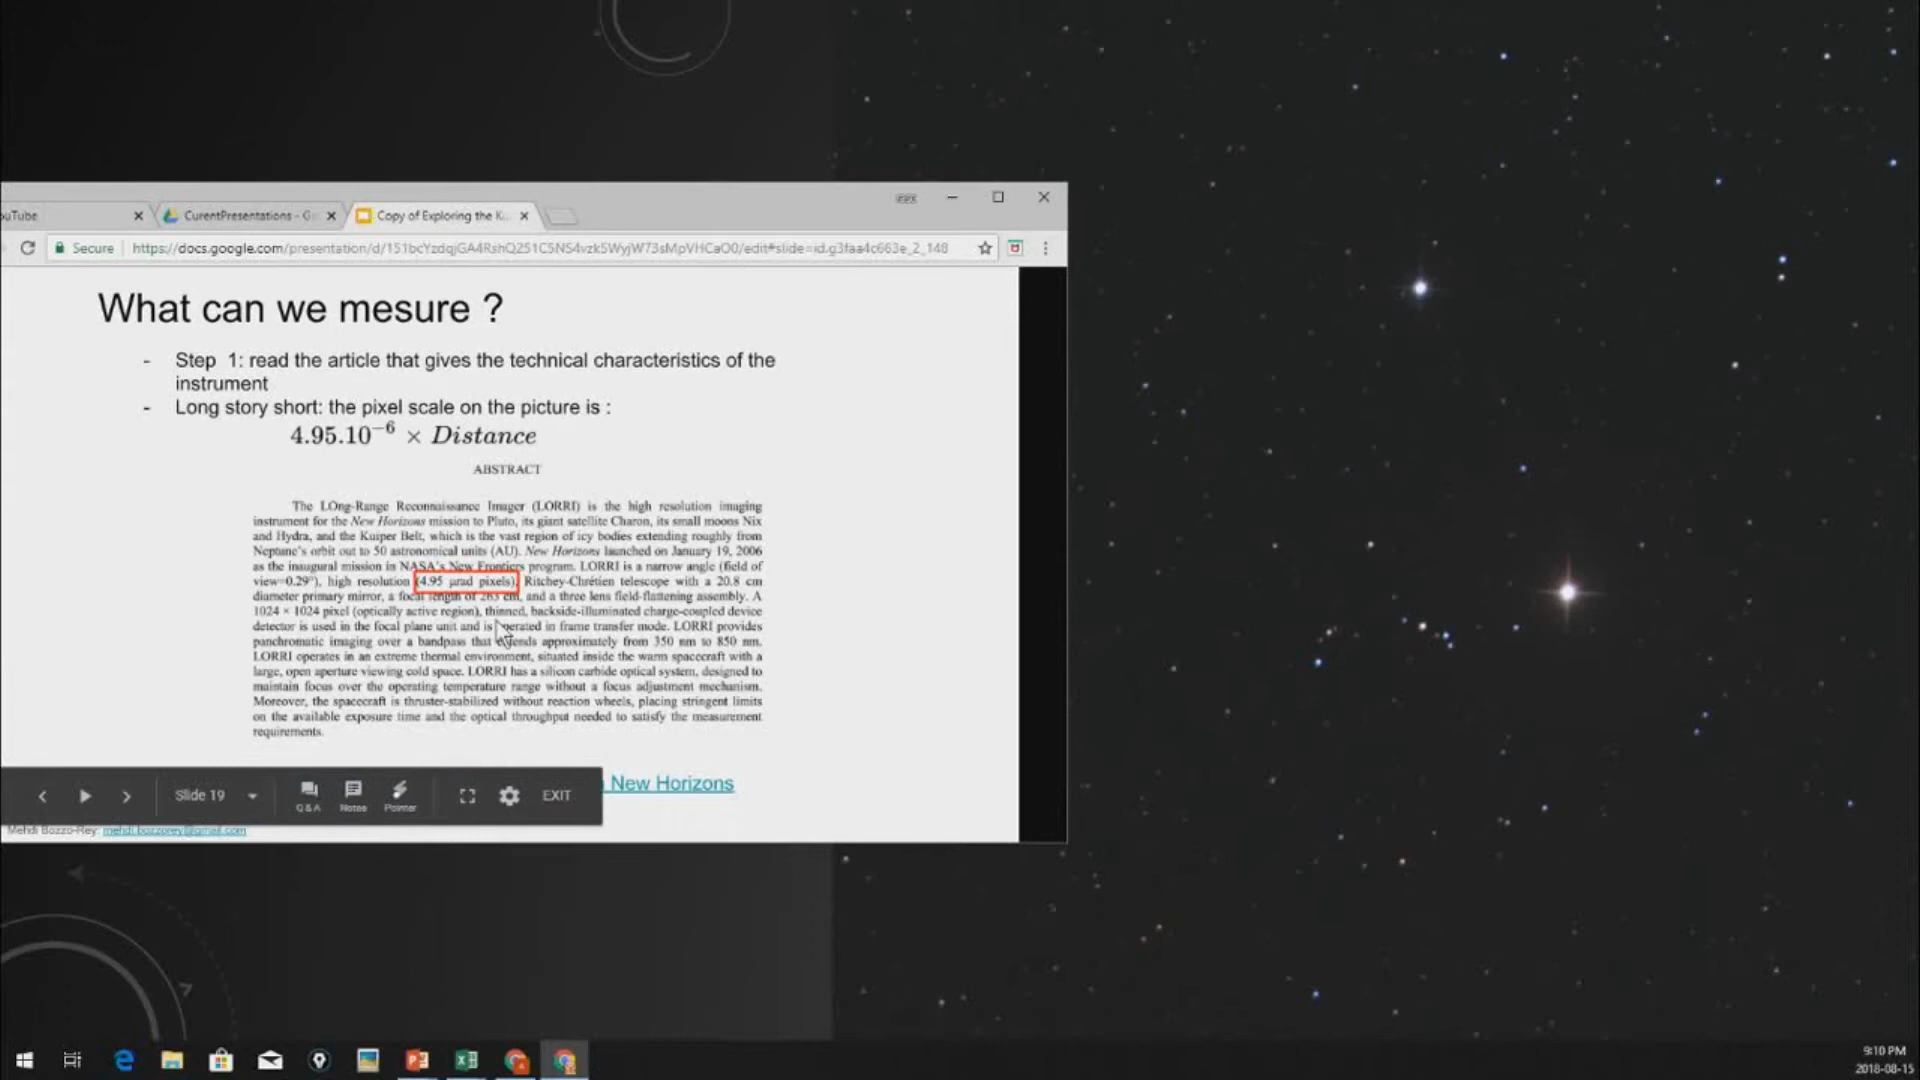 ouTube
CurentPresentations - G
Copy of Exploring the K
Secure
https://docs.google.com/presentation/d/151bcYzdqjGA4RshQ251C5NS4vzk5WyjW73sMpVHCaO0/edit#slide=id.g3faa4c663e_2_148
What can we mesure ?
- Step 1: read the article that gives the technical characteristics of the
instrument
- Long story short: the pixel scale on the picture is :
4.95.10⁻⁶ × Distance
ABSTRACT
The LOng-Range Reconnaissance Imager (LORRI) is the high resolution imaging
instrument for the New Horizons mission to Pluto, its giant satellite Charon, its small moons Nix
and Hydra, and the Kuiper Belt, which is the vast region of icy bodies extending roughly from
Neptune's orbit out to 50 astronomical units (AU). New Horizons launched on January 19, 2006
as the inaugural mission in NASA's New Frontiers program. LORRI is a narrow angle (field of
view=0.29°), high resolution (4.95 μrad pixels), Ritchey-Chrétien telescope with a 20.8 cm
diameter primary mirror, a focal length of 263 cm, and a three lens field-flattening assembly. A
1024 × 1024 pixel (optically active region), thinned, backside-illuminated charge-coupled device
detector is used in the focal plane unit and is operated in frame transfer mode. LORRI provides
panchromatic imaging over a bandpass that extends approximately from 350 nm to 850 nm.
LORRI operates in an extreme thermal environment, situated inside the warm spacecraft with a
large, open aperture viewing cold space. LORRI has a silicon carbide optical system, designed to
maintain focus over the operating temperature range without a focus adjustment mechanism.
Moreover, the spacecraft is thruster-stabilized without reaction wheels, placing stringent limits
on the available exposure time and the optical throughput needed to satisfy the measurement
requirements.
New Horizons
Slide 19
Q&A
Notes
Pointer
EXIT
Mehdi Bozzo-Rey: mehdi.bozzorey@gmail.com
9:10 PM
2018-08-15